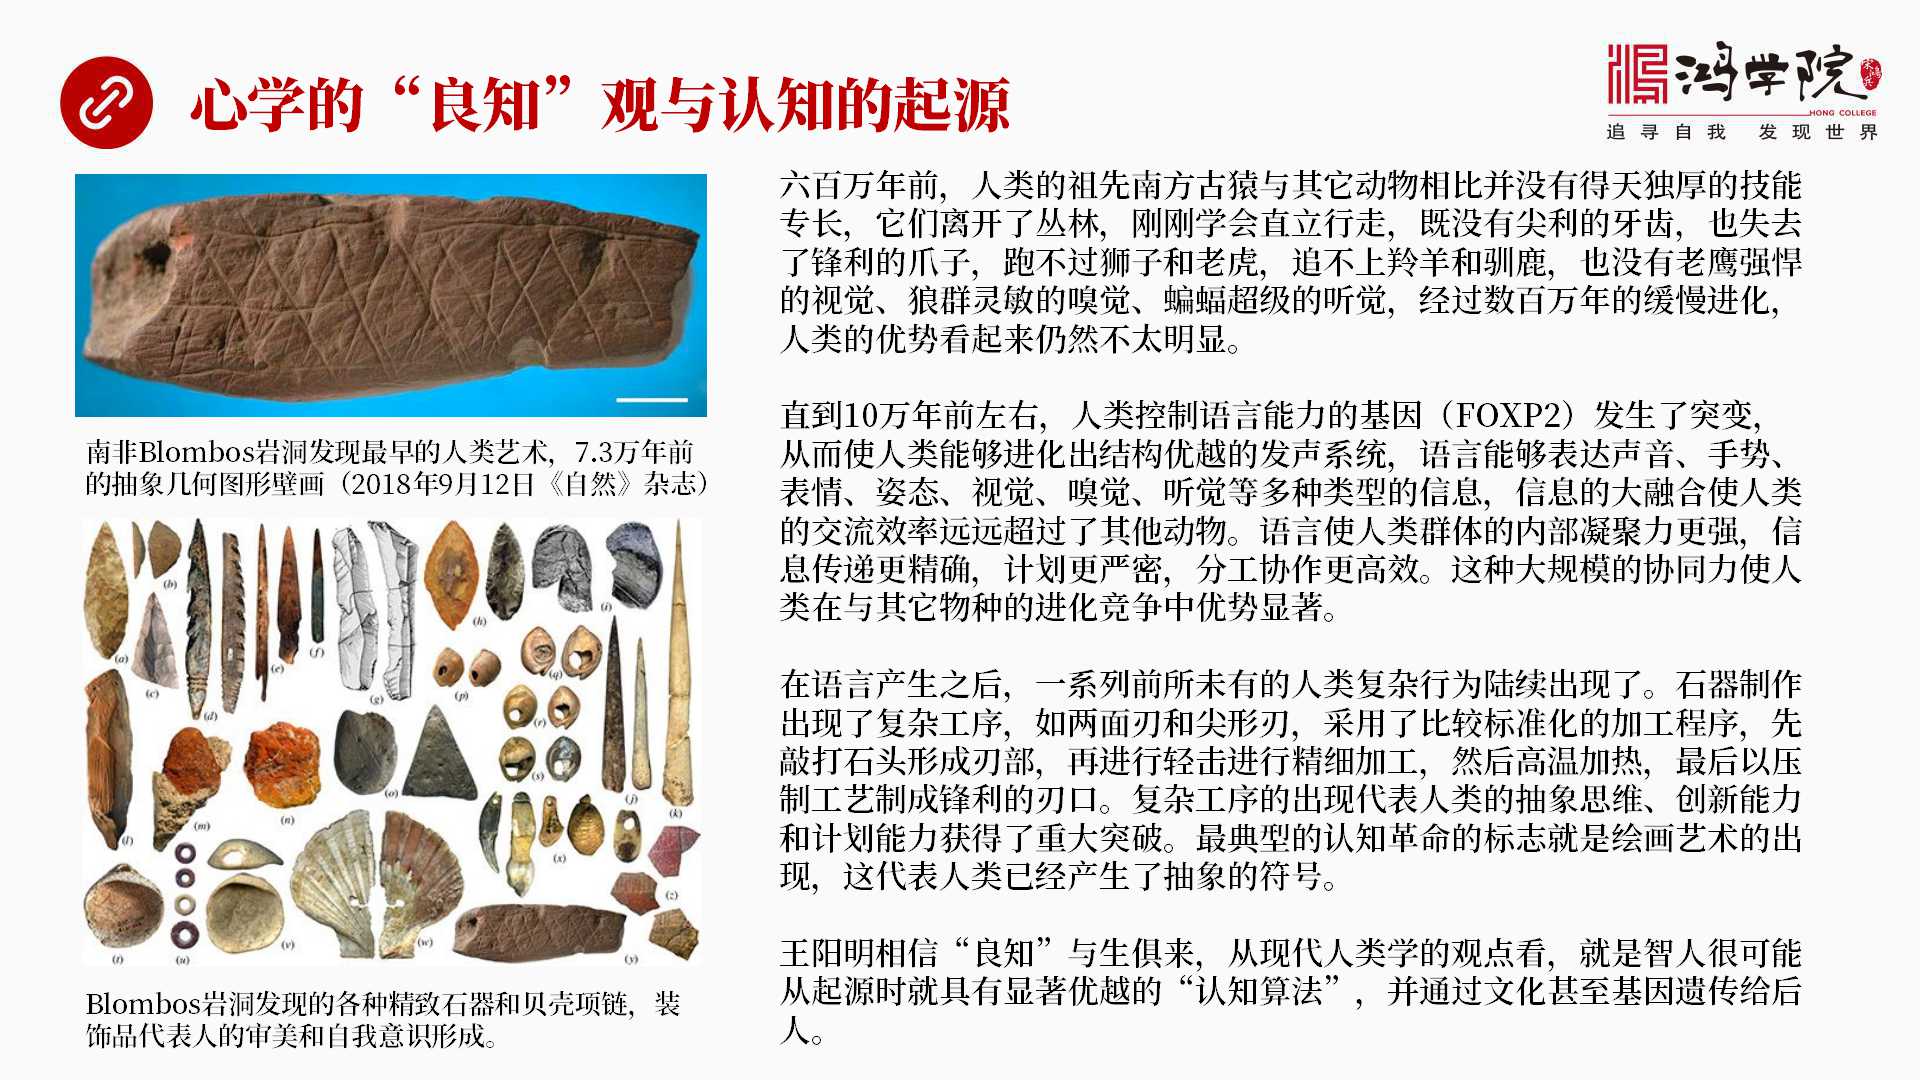 心学的“良知”观与认知的起源
鸿学院
宋鸿兵
HONG COLLEGE
追寻自我 发现世界
南非Blombos岩洞发现最早的人类艺术，7.3万年前
的抽象几何图形壁画（2018年9月12日《自然》杂志）
(a)
(b)
(c)
(d)
(e)
(f)
(g)
(h)
(i)
(j)
(k)
(l)
(m)
(n)
(o)
(p)
(q)
(r)
(s)
(t)
(u)
(v)
(w)
(x)
(y)
(z)
Blombos岩洞发现的各种精致石器和贝壳项链，装
饰品代表人的审美和自我意识形成。
六百万年前，人类的祖先南方古猿与其它动物相比并没有得天独厚的技能
专长，它们离开了丛林，刚刚学会直立行走，既没有尖利的牙齿，也失去
了锋利的爪子，跑不过狮子和老虎，追不上羚羊和驯鹿，也没有老鹰强悍
的视觉、狼群灵敏的嗅觉、蝙蝠超级的听觉，经过数百万年的缓慢进化，
人类的优势看起来仍然不太明显。
直到10万年前左右，人类控制语言能力的基因（FOXP2）发生了突变，
从而使人类能够进化出结构优越的发声系统，语言能够表达声音、手势、
表情、姿态、视觉、嗅觉、听觉等多种类型的信息，信息的大融合使人类
的交流效率远远超过了其他动物。语言使人类群体的内部凝聚力更强，信
息传递更精确，计划更严密，分工协作更高效。这种大规模的协同力使人
类在与其它物种的进化竞争中优势显著。
在语言产生之后，一系列前所未有的人类复杂行为陆续出现了。石器制作
出现了复杂工序，如两面刃和尖形刃，采用了比较标准化的加工程序，先
敲打石头形成刃部，再进行轻击进行精细加工，然后高温加热，最后以压
制工艺制成锋利的刃口。复杂工序的出现代表人类的抽象思维、创新能力
和计划能力获得了重大突破。最典型的认知革命的标志就是绘画艺术的出
现，这代表人类已经产生了抽象的符号。
王阳明相信“良知”与生俱来，从现代人类学的观点看，就是智人很可能
从起源时就具有显著优越的“认知算法”，并通过文化甚至基因遗传给后
人。